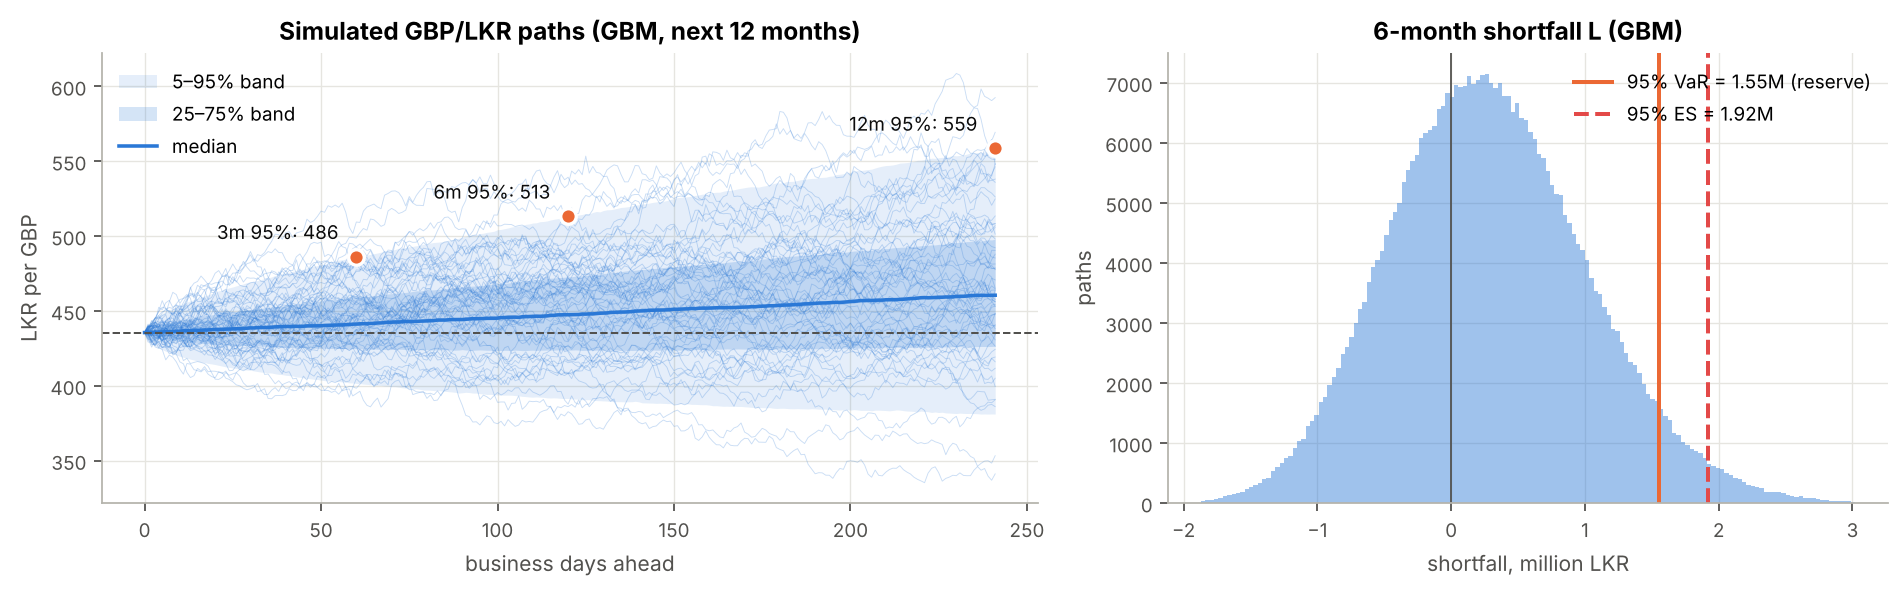 Simulated GBP/LKR paths (GBM, next 12 months)
5–95% band
25–75% band
median
12m 95%: 559
6m 95%: 513
3m 95%: 486
600
550
500
450
400
350
LKR per GBP
0
50
100
150
200
250
business days ahead
6-month shortfall L (GBM)
95% VaR = 1.55M (reserve)
95% ES = 1.92M
7000
6000
5000
4000
3000
2000
1000
0
paths
−2
−1
0
1
2
3
shortfall, million LKR